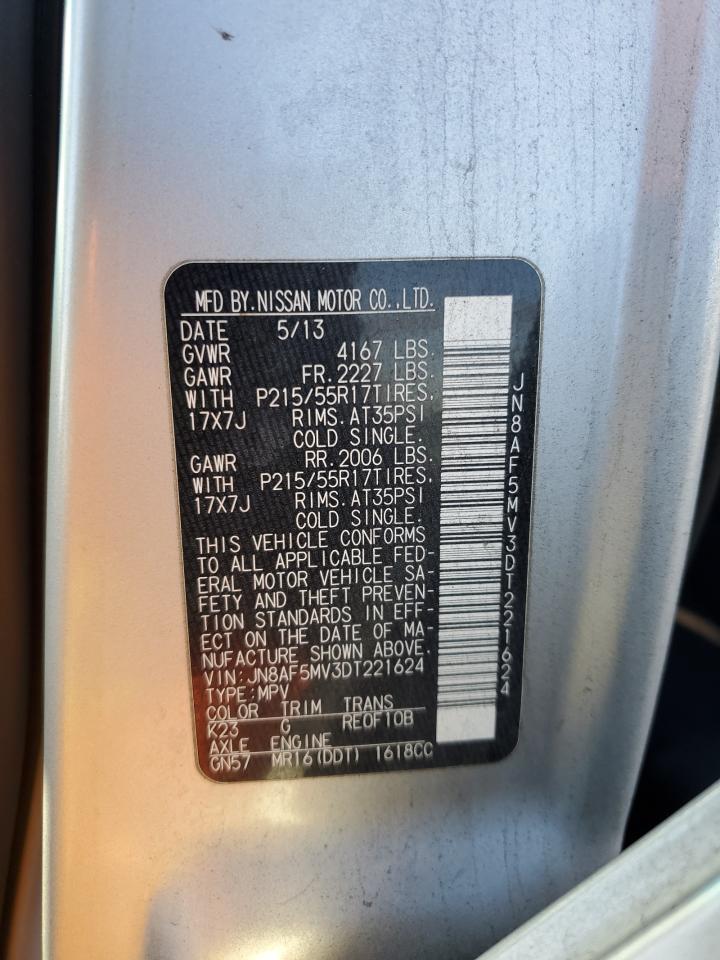 MFD BY.NISSAN MOTOR CO.,LTD.
DATE 5/13
GVWR 4167 LBS.
GAWR FR.2227 LBS.
WITH P215/55R17TIRES,
17X7J RIMS.AT35PSI
COLD SINGLE.
GAWR RR.2006 LBS.
WITH P215/55R17TIRES,
17X7J RIMS.AT35PSI
COLD SINGLE.
THIS VEHICLE CONFORMS
TO ALL APPLICABLE FED-
ERAL MOTOR VEHICLE SA-
FETY AND THEFT PREVEN-
TION STANDARDS IN EFF-
ECT ON THE DATE OF MA-
NUFACTURE SHOWN ABOVE.
VIN:JN8AF5MV3DT221624
TYPE:MPV
COLOR TRIM TRANS
K23 G RE0F10B
AXLE ENGINE
GN57 MR16(DDT) 1618CC
JN8AF5MV3DT221624